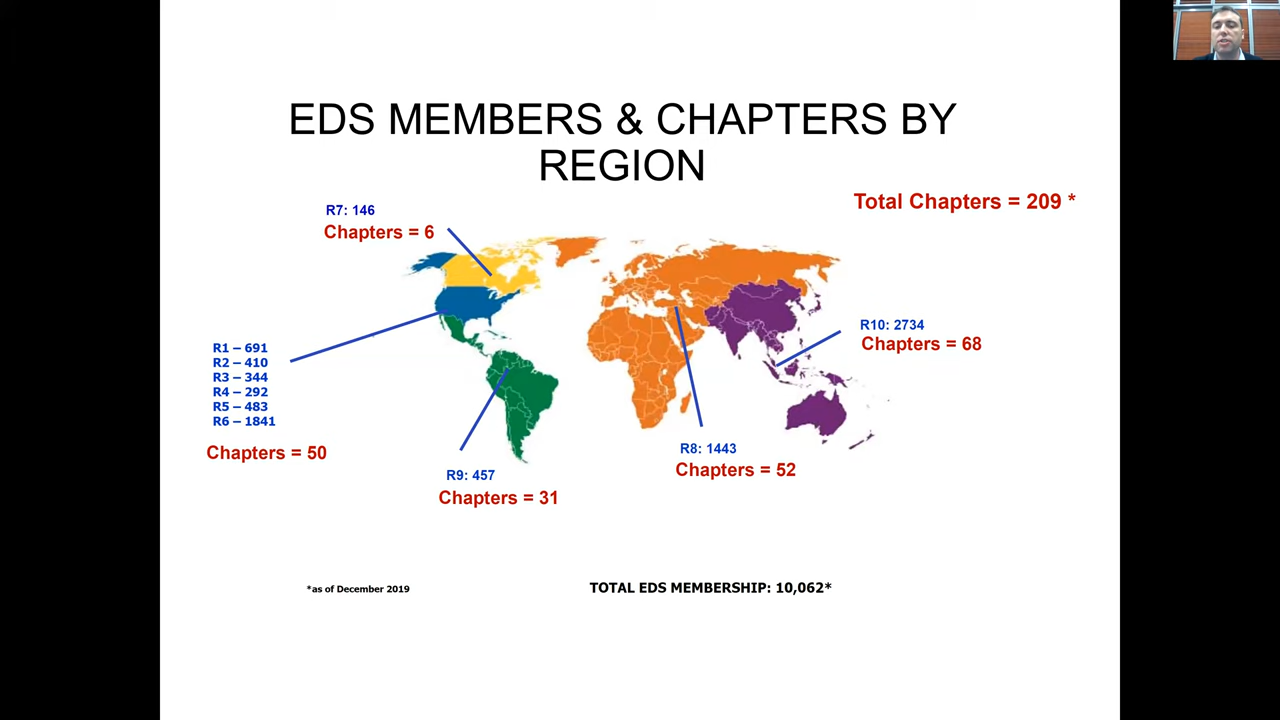 EDS MEMBERS & CHAPTERS BY
REGION
Total Chapters = 209 *
R7: 146
Chapters = 6
R10: 2734
Chapters = 68
R1 – 691
R2 – 410
R3 – 344
R4 – 292
R5 – 483
R6 – 1841
Chapters = 50
R8: 1443
Chapters = 52
R9: 457
Chapters = 31
*as of December 2019
TOTAL EDS MEMBERSHIP: 10,062*